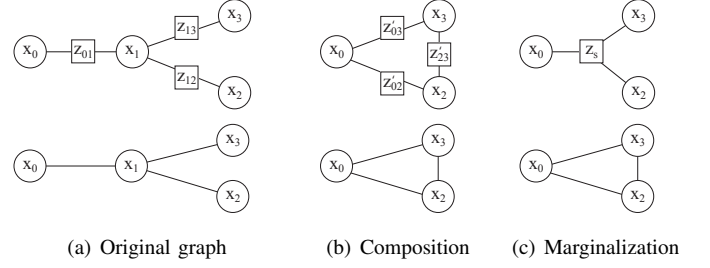 x₃ x₃ x₃
z₁₃ z′₀₃
x₀ z₀₁ x₁ x₀ z′₂₃ x₀ zₛ
z₁₂ z′₀₂
x₂ x₂ x₂
x₃ x₃ x₃
x₀ x₁ x₀ x₀
x₂ x₂ x₂
(a) Original graph (b) Composition (c) Marginalization